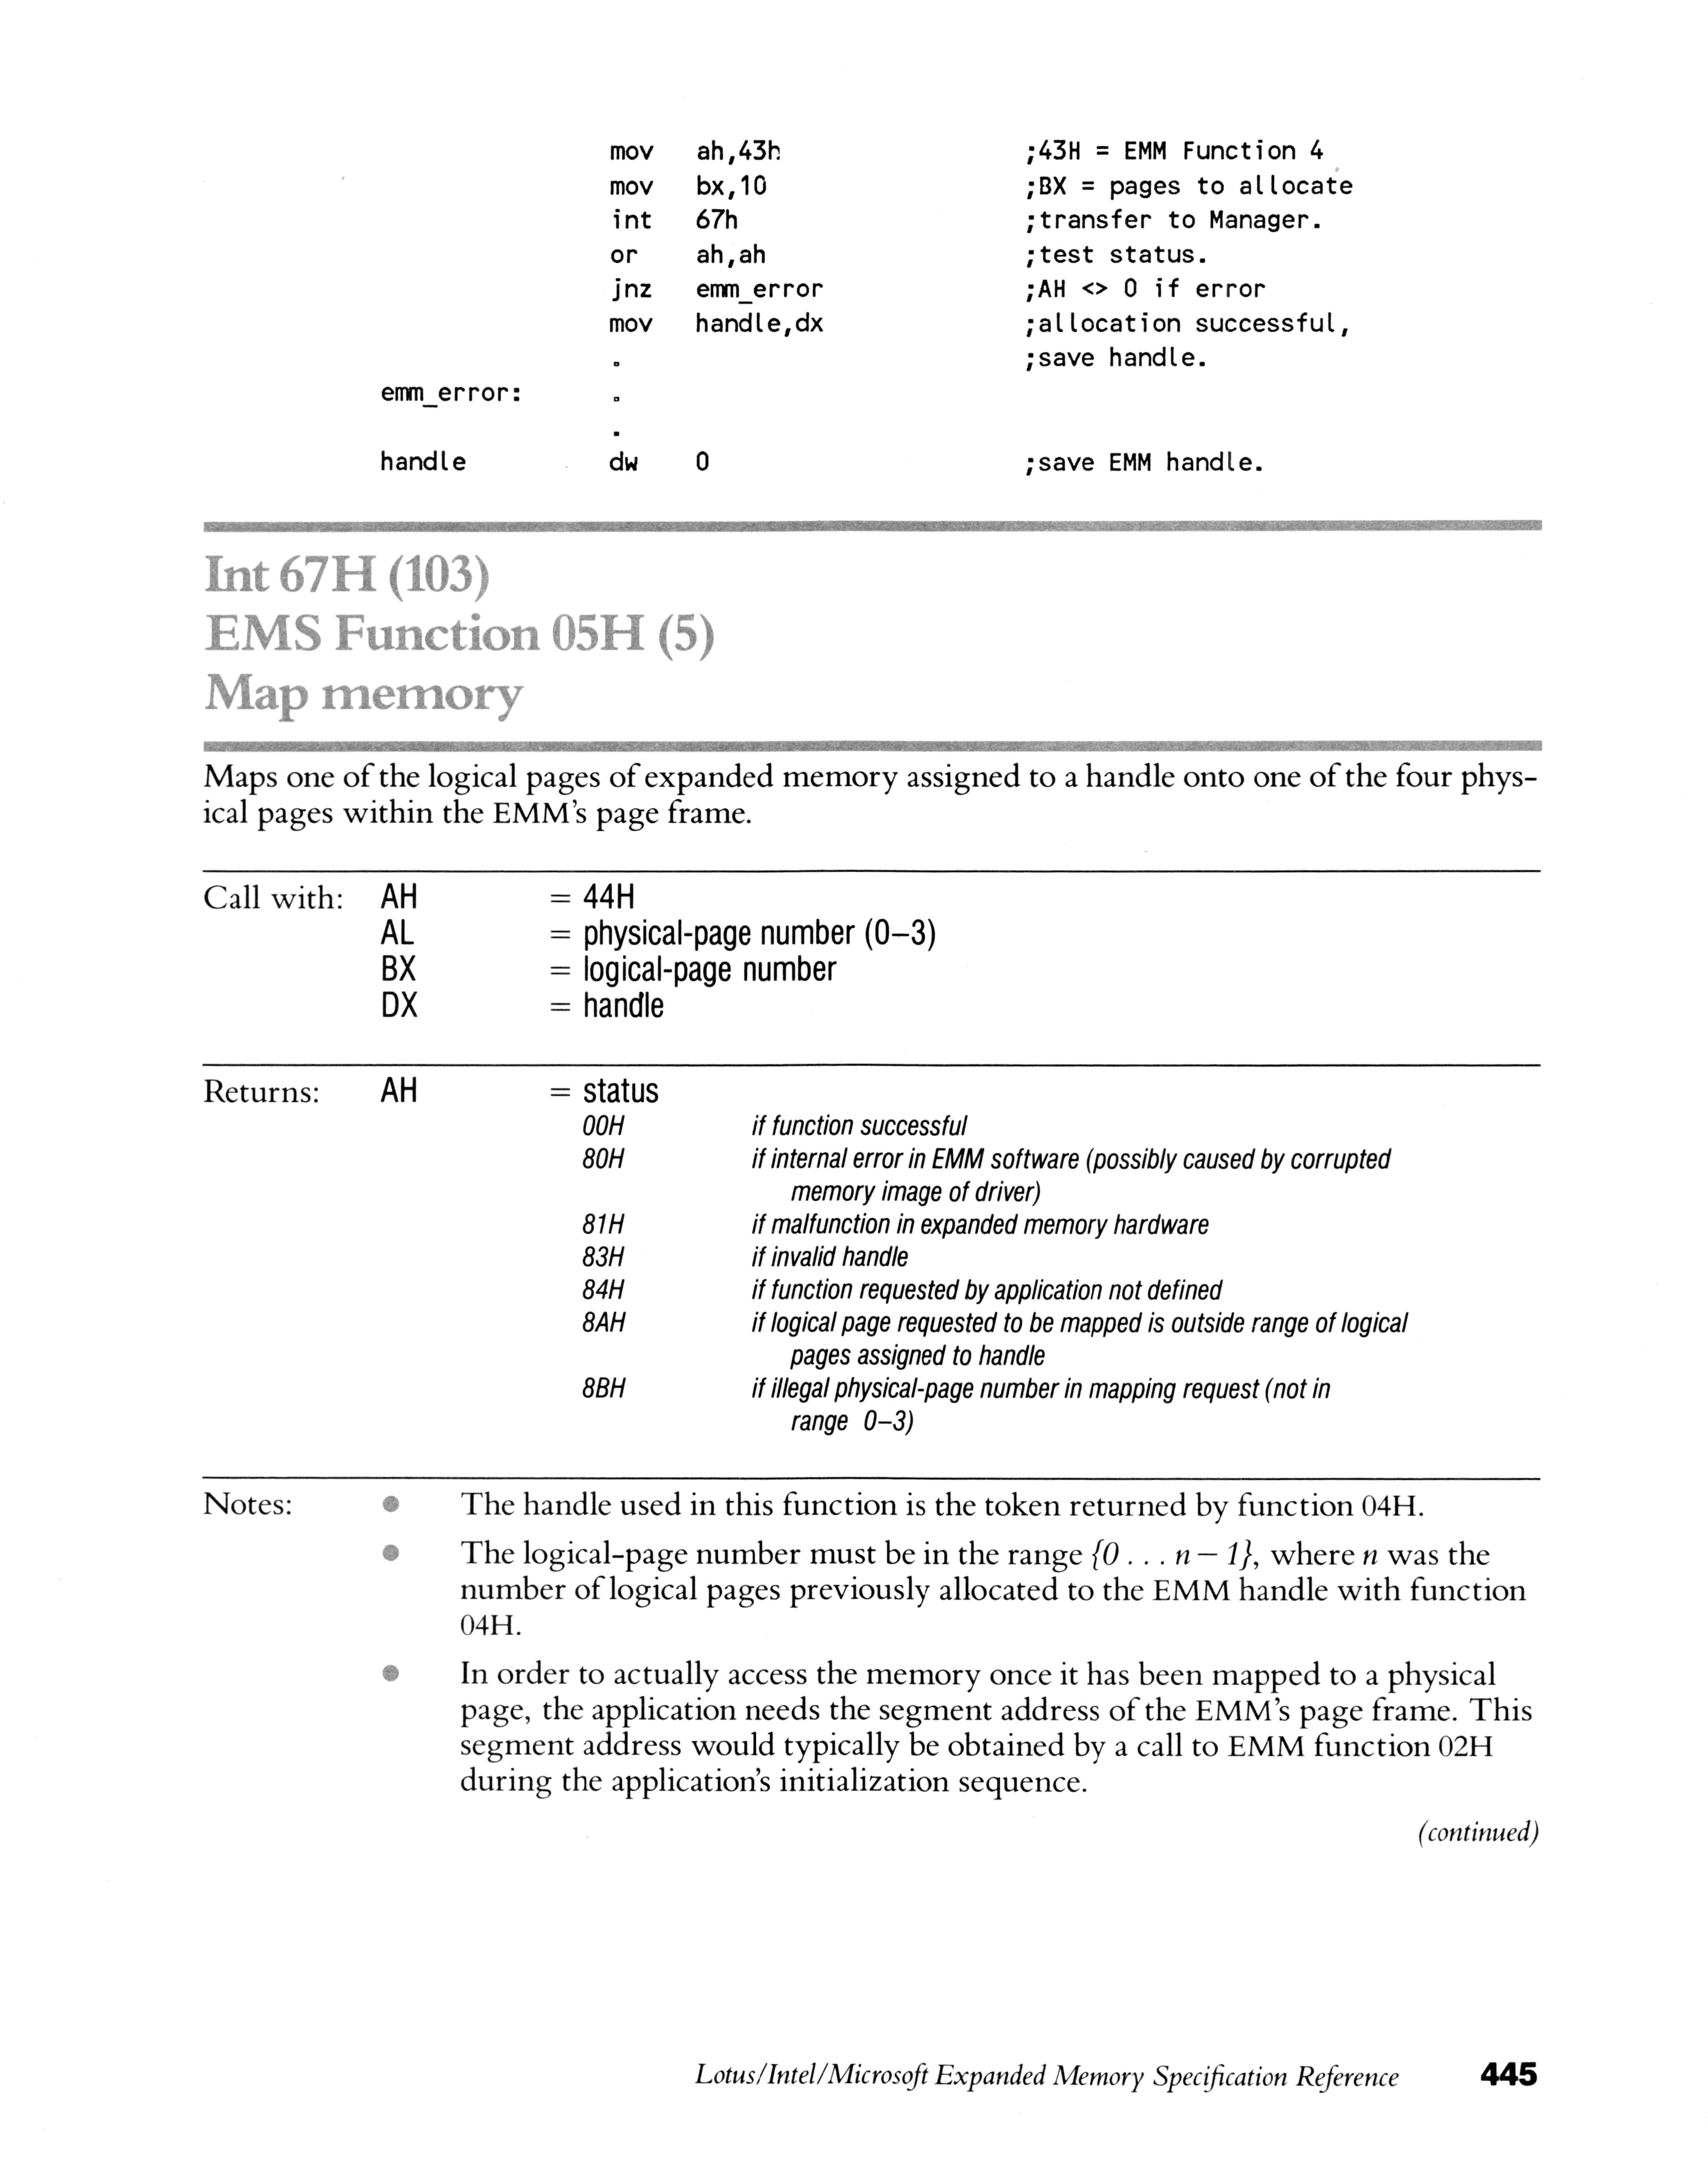 mov ah,43h ;43H = EMM Function 4
mov bx,10 ;BX = pages to allocate
int 67h ;transfer to Manager.
or ah,ah ;test status.
jnz emm_error ;AH <> 0 if error
mov handle,dx ;allocation successful,
. ;save handle.
emm_error: .
.
handle dw 0 ;save EMM handle.
Int 67H (103)
EMS Function 05H (5)
Map memory
Maps one of the logical pages of expanded memory assigned to a handle onto one of the four phys-
ical pages within the EMM's page frame.
Call with: AH = 44H
AL = physical-page number (0–3)
BX = logical-page number
DX = handle
Returns: AH = status
00H if function successful
80H if internal error in EMM software (possibly caused by corrupted
memory image of driver)
81H if malfunction in expanded memory hardware
83H if invalid handle
84H if function requested by application not defined
8AH if logical page requested to be mapped is outside range of logical
pages assigned to handle
8BH if illegal physical-page number in mapping request (not in
range 0–3)
Notes: • The handle used in this function is the token returned by function 04H.
• The logical-page number must be in the range {0 . . . n – 1}, where n was the
number of logical pages previously allocated to the EMM handle with function
04H.
• In order to actually access the memory once it has been mapped to a physical
page, the application needs the segment address of the EMM's page frame. This
segment address would typically be obtained by a call to EMM function 02H
during the application's initialization sequence.
(continued)
Lotus/Intel/Microsoft Expanded Memory Specification Reference 445